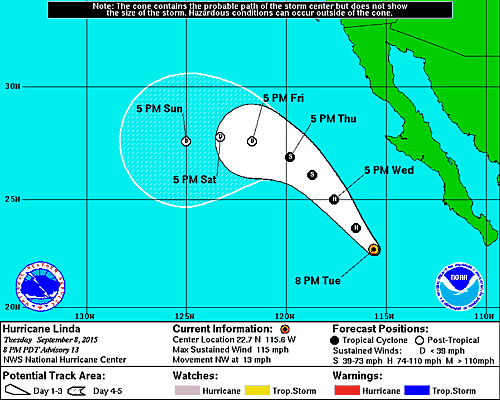 Note: The cone contains the probable path of the storm center but does not show
the size of the storm. Hazardous conditions can occur outside of the cone.
30N
5 PM Sun
5 PM Fri
5 PM Thu
D
D
D
S
S
5 PM Sat
5 PM Wed
25N
H
H
8 PM Tue
NOAA
20N
130W
125W
120W
115W
110W
Hurricane Linda
Tuesday September 8, 2015
8 PM PDT Advisory 13
NWS National Hurricane Center
Current Information:
Center Location 22.7 N 115.6 W
Max Sustained Wind 115 mph
Movement NW at 13 mph
Forecast Positions:
Tropical Cyclone Post-Tropical
Sustained Winds: D < 39 mph
S 39-73 mph H 74-110 mph M > 110mph
Potential Track Area:
Day 1-3 Day 4-5
Watches:
Hurricane Trop.Storm
Warnings:
Hurricane Trop.Storm